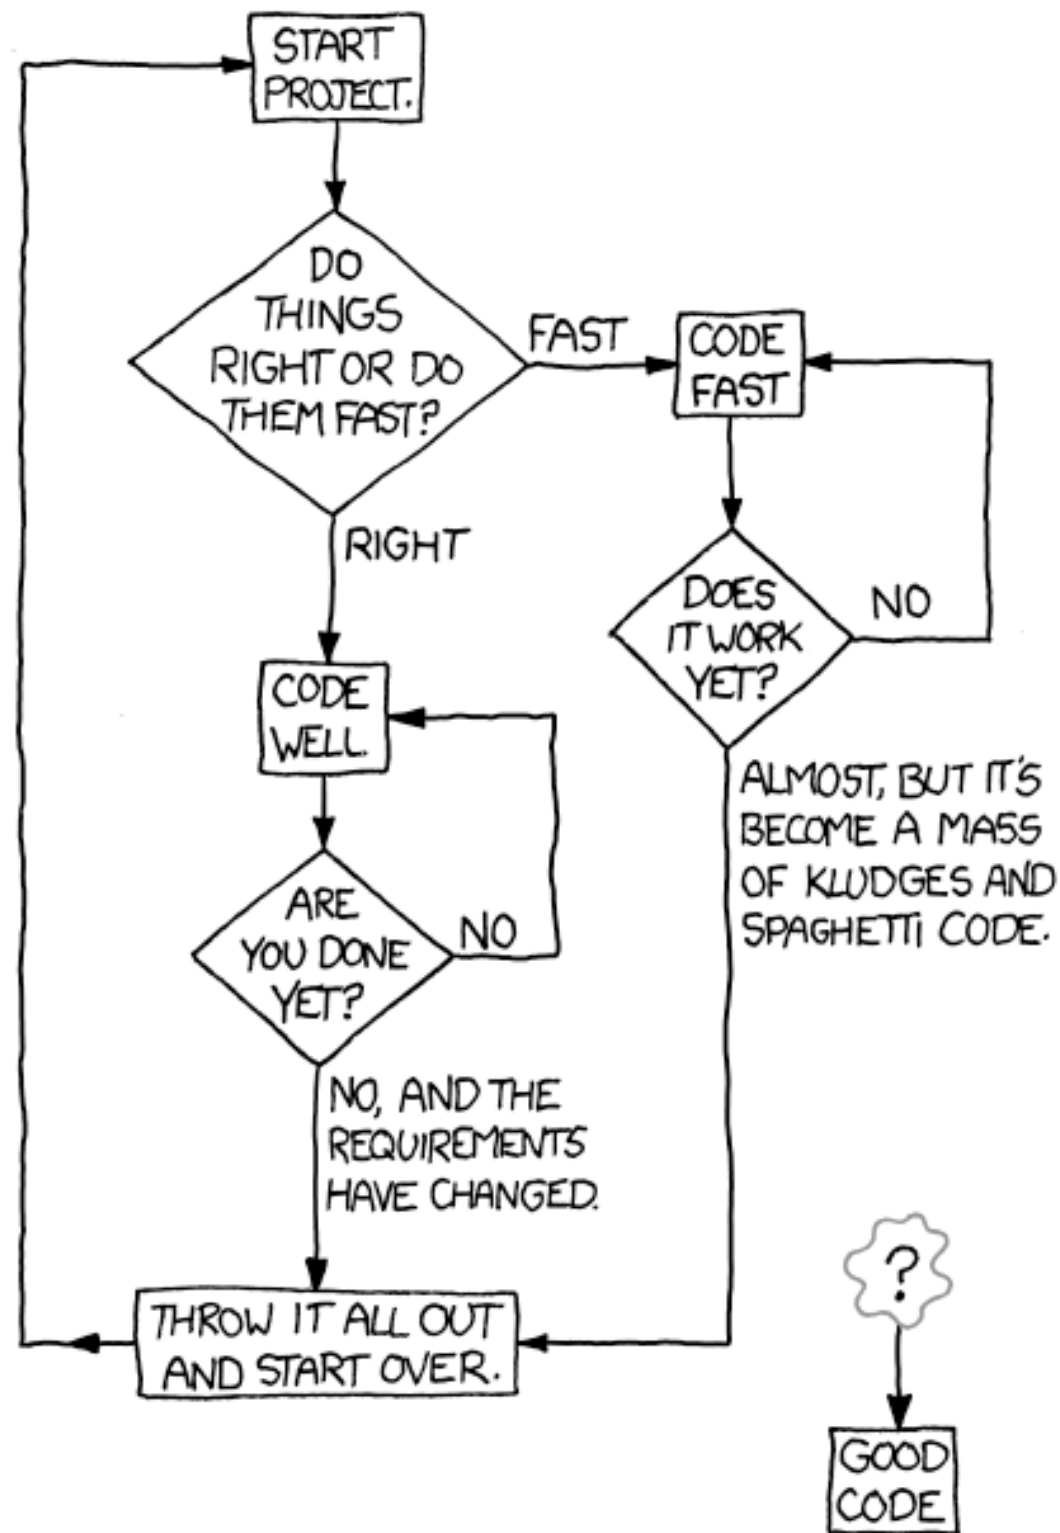 START
PROJECT.
DO
THINGS
RIGHT OR DO
THEM FAST?
FAST
CODE
FAST
RIGHT
DOES
IT WORK
YET?
NO
CODE
WELL.
ALMOST, BUT IT'S
BECOME A MASS
OF KLUDGES AND
SPAGHETTI CODE.
ARE
YOU DONE
YET?
NO
NO, AND THE
REQUIREMENTS
HAVE CHANGED.
THROW IT ALL OUT
AND START OVER.
?
GOOD
CODE